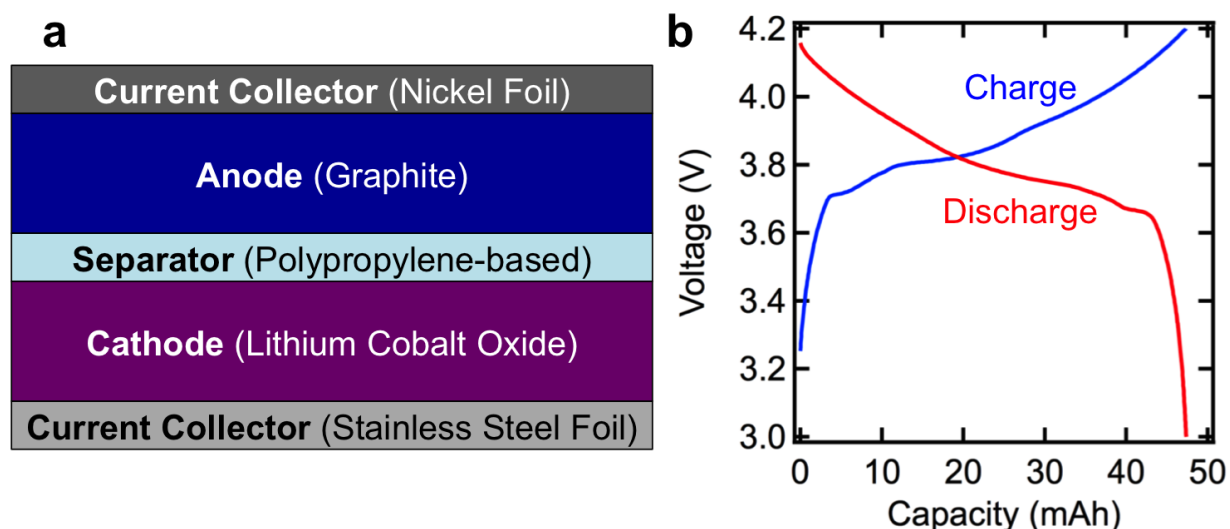 a
Current Collector (Nickel Foil)
Anode (Graphite)
Separator (Polypropylene-based)
Cathode (Lithium Cobalt Oxide)
Current Collector (Stainless Steel Foil)
b
4.2
4.0
3.8
3.6
3.4
3.2
3.0
Voltage (V)
Charge
Discharge
0 10 20 30 40 50
Capacity (mAh)